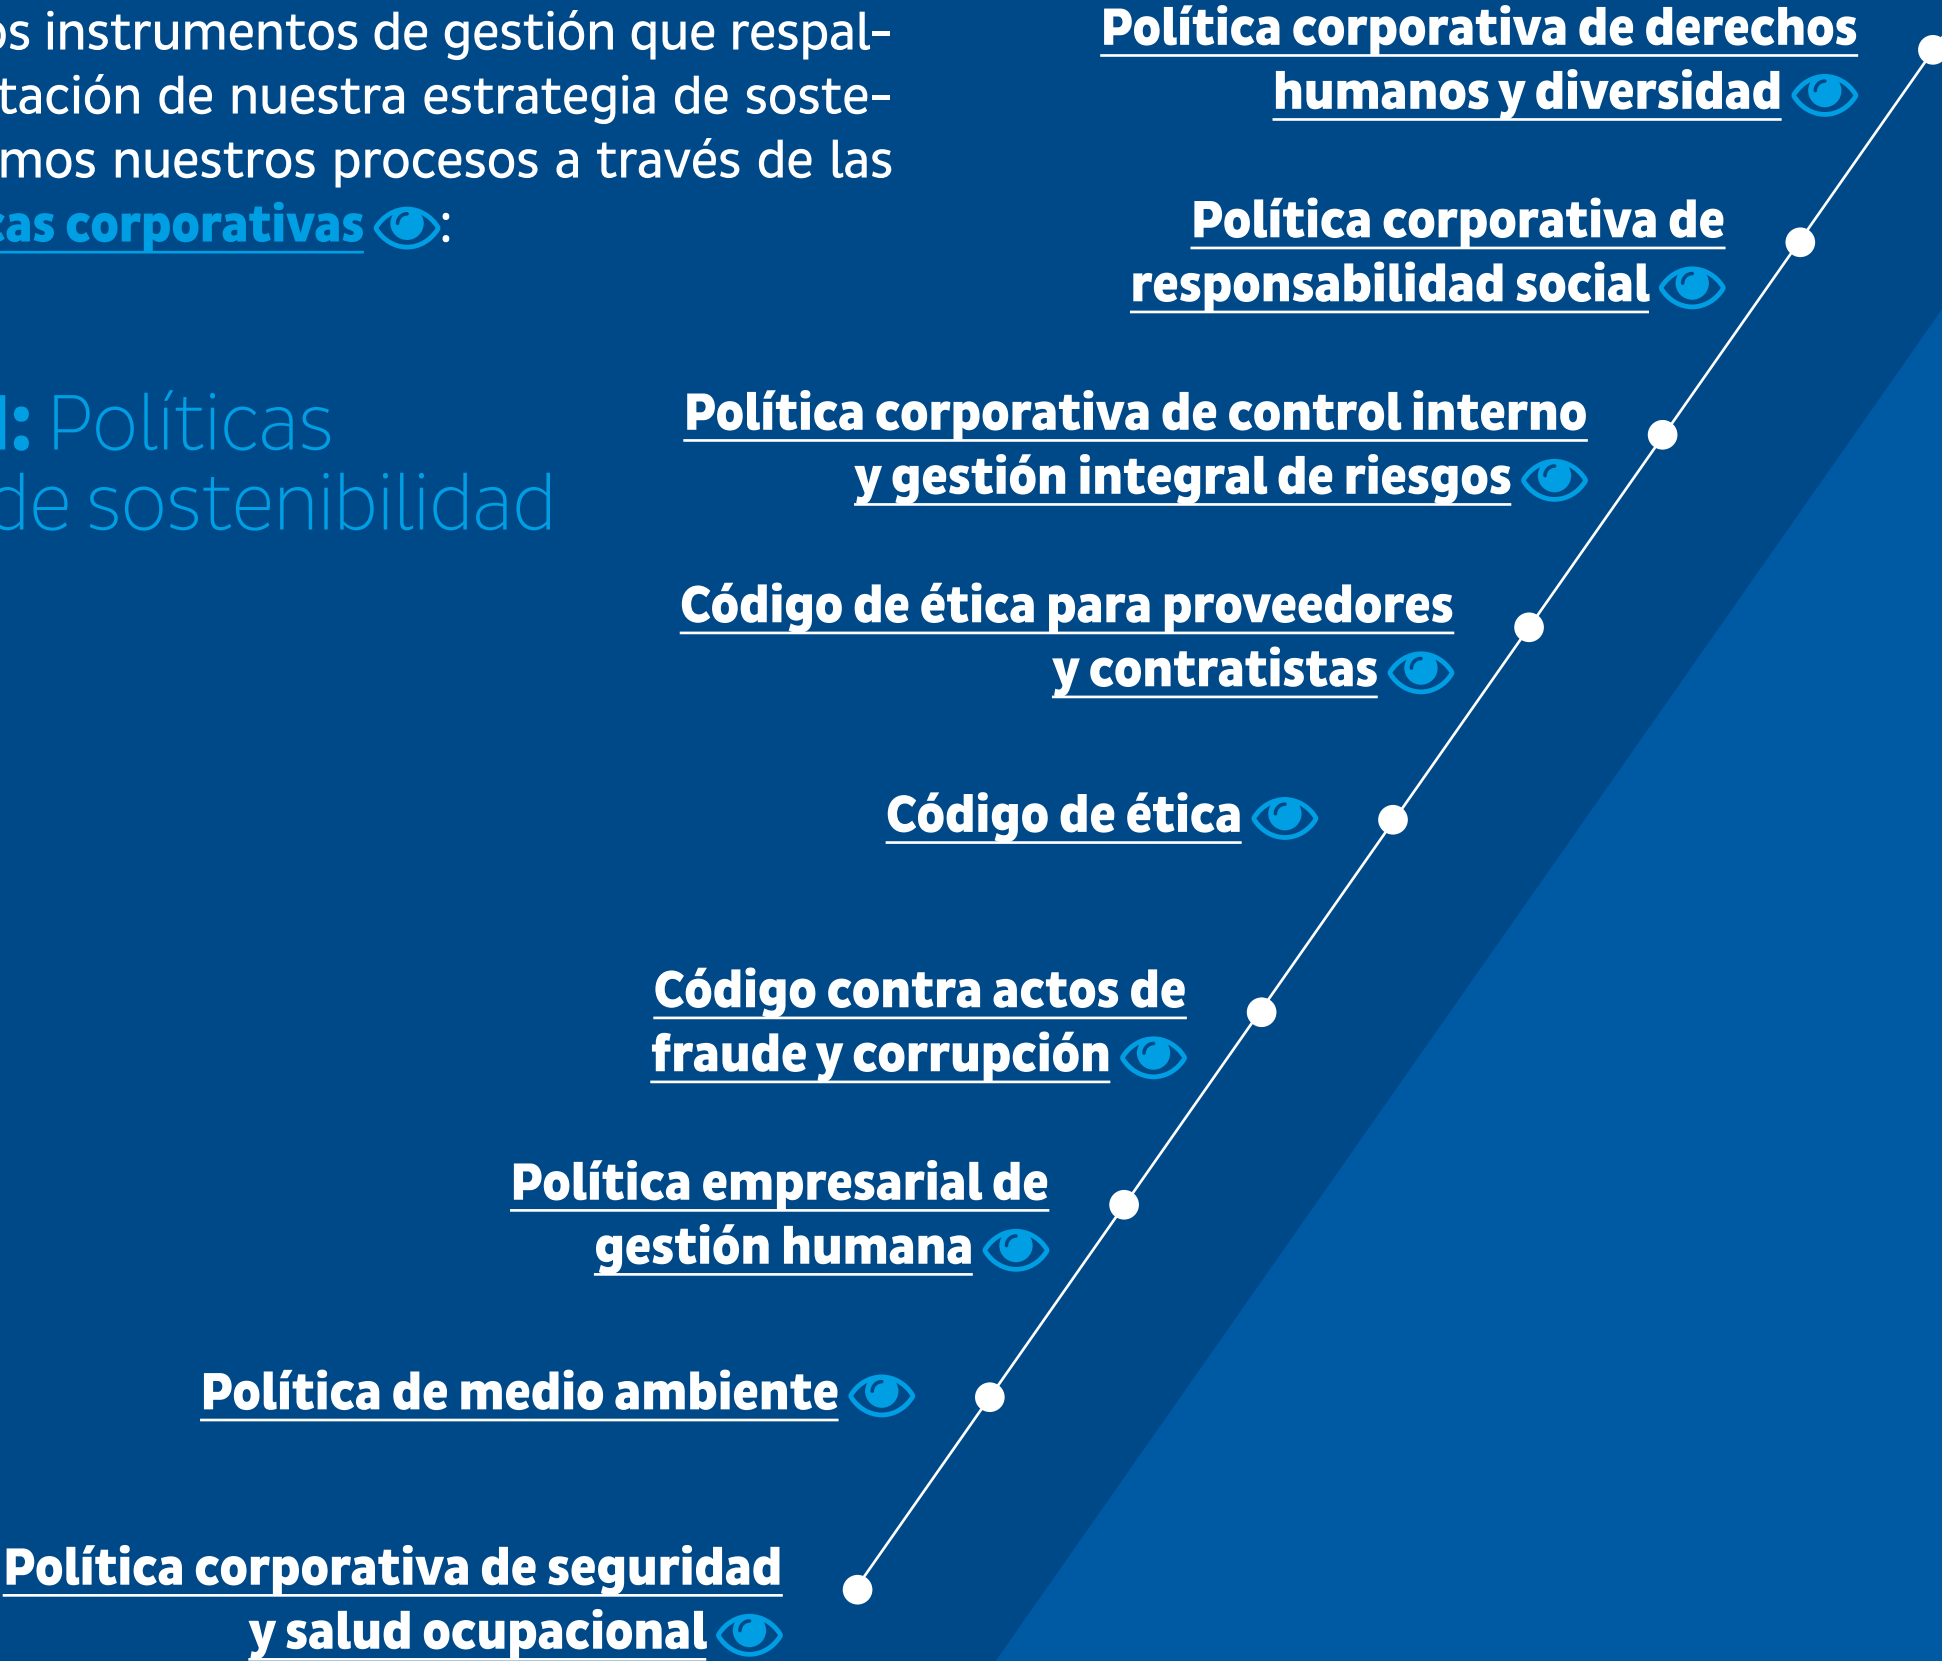 os instrumentos de gestión que respal-
tación de nuestra estrategia de soste-
mos nuestros procesos a través de las
cas corporativas :
1: Políticas
de sostenibilidad
Política corporativa de derechos
humanos y diversidad
Política corporativa de
responsabilidad social
Política corporativa de control interno
y gestión integral de riesgos
Código de ética para proveedores
y contratistas
Código de ética
Código contra actos de
fraude y corrupción
Política empresarial de
gestión humana
Política de medio ambiente
Política corporativa de seguridad
y salud ocupacional